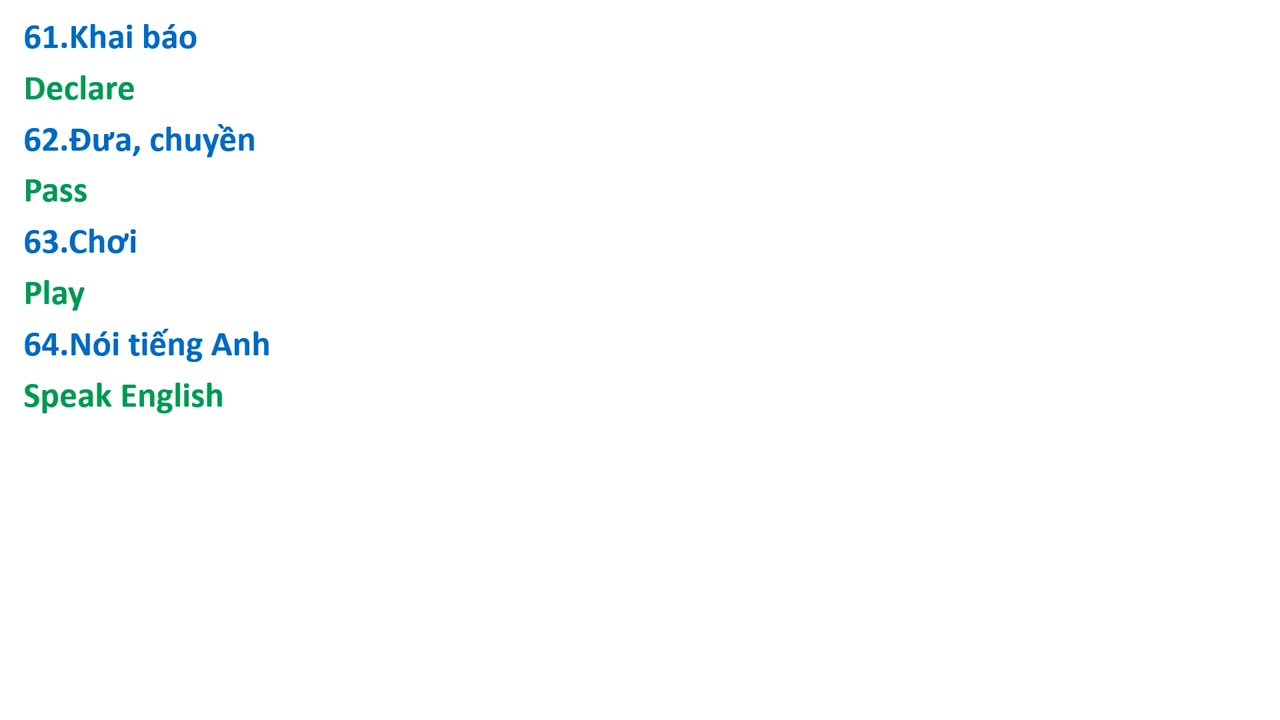 61.Khai báo
Declare
62.Đưa, chuyền
Pass
63.Chơi
Play
64.Nói tiếng Anh
Speak English